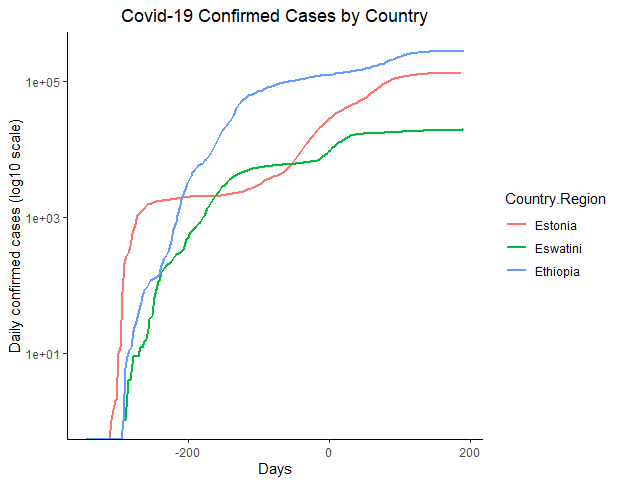 Covid-19 Confirmed Cases by Country
Daily confirmed cases (log10 scale)
1e+05
1e+03
1e+01
-200
0
200
Days
Country.Region
Estonia
Eswatini
Ethiopia